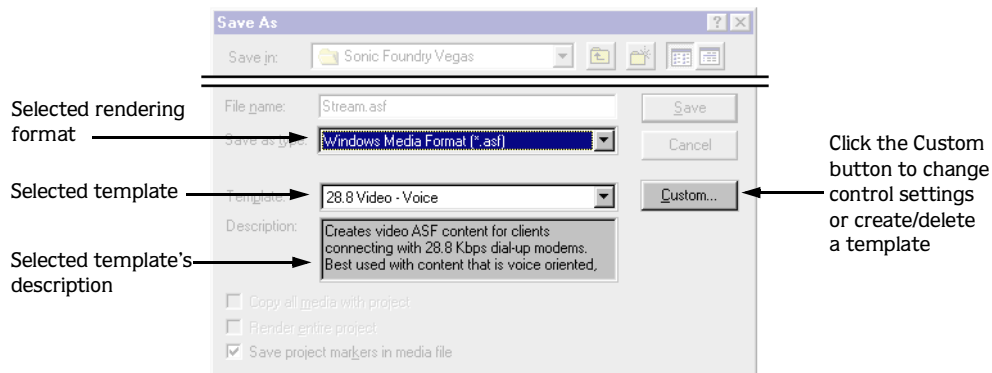 Save As
Save in: Sonic Foundry Vegas
File name: Stream.asf Save
Selected rendering format
Save as type: Windows Media Format (*.asf) Cancel
Click the Custom button to change control settings or create/delete a template
Selected template
Template: 28.8 Video - Voice Custom...
Selected template's description
Description: Creates video ASF content for clients
connecting with 28.8 Kbps dial-up modems.
Best used with content that is voice oriented,
Copy all media with project
Render entire project
Save project markers in media file